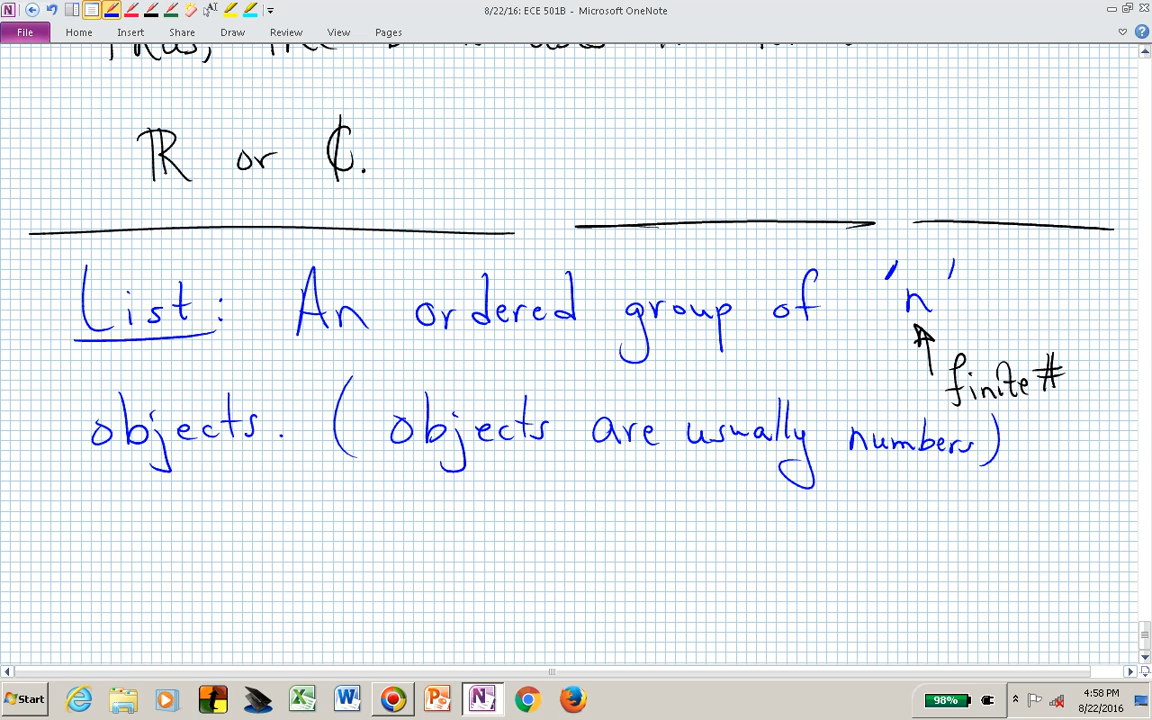 8/22/16: ECE 501B - Microsoft OneNote
File Home Insert Share Draw Review View Pages
ℝ or ℂ.
List: An ordered group of 'n'
finite #
objects. (objects are usually numbers)
Start
98%
4:58 PM
8/22/2016